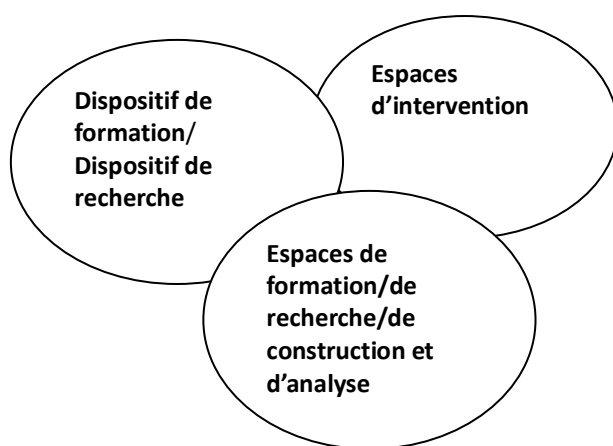 Dispositif de
formation/
Dispositif de
recherche
Espaces
d’intervention
Espaces de
formation/de
recherche/de
construction et
d’analyse